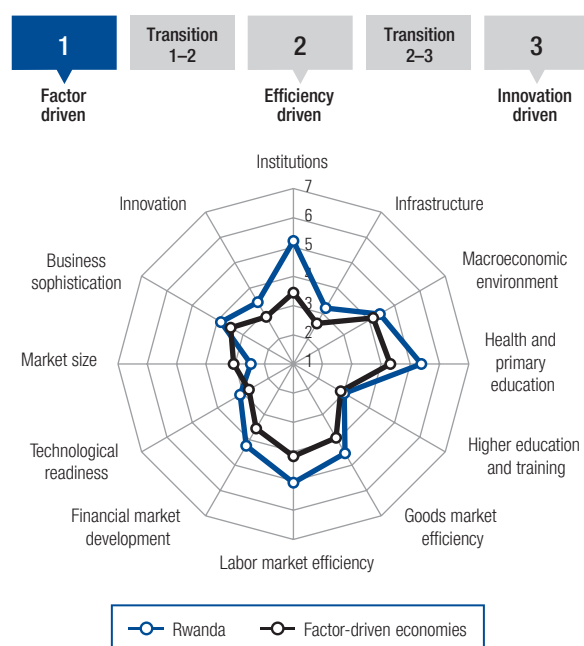 1
Transition
1–2
2
Transition
2–3
3
Factor
driven
Efficiency
driven
Innovation
driven
Institutions
Infrastructure
Macroeconomic
environment
Health and
primary
education
Higher education
and training
Goods market
efficiency
Labor market efficiency
Financial market
development
Technological
readiness
Market size
Business
sophistication
Innovation
7
6
5
4
3
2
1
Rwanda
Factor-driven economies